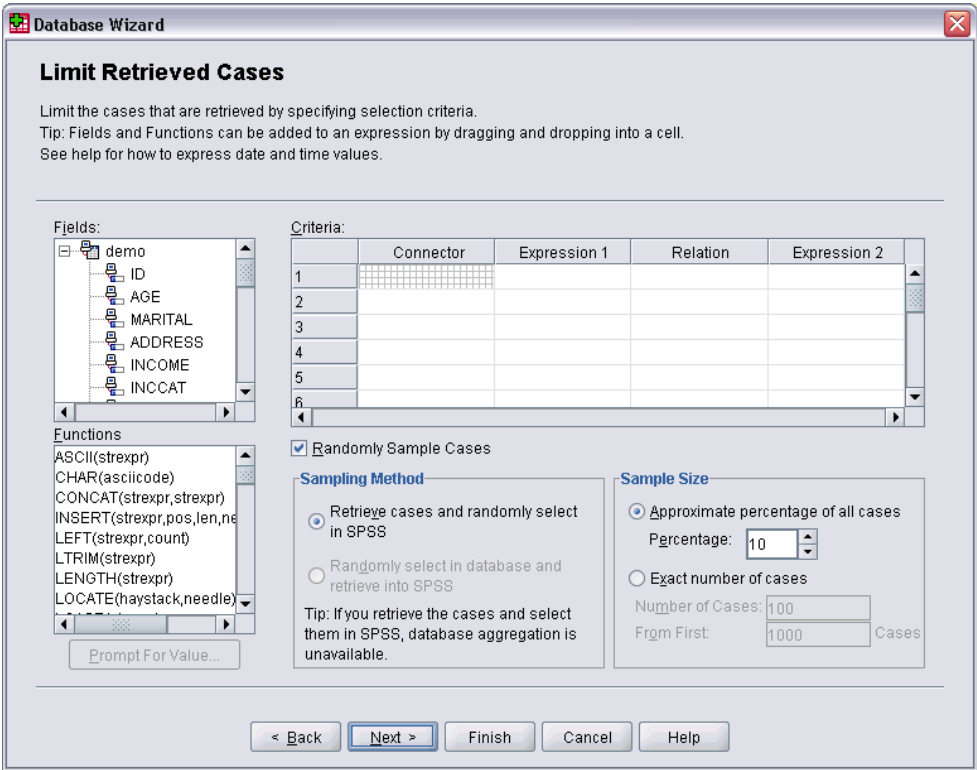 Database Wizard
Limit Retrieved Cases
Limit the cases that are retrieved by specifying selection criteria.
Tip: Fields and Functions can be added to an expression by dragging and dropping into a cell.
See help for how to express date and time values.
Fields:
demo
ID
AGE
MARITAL
ADDRESS
INCOME
INCCAT
Functions
ASCII(strexpr)
CHAR(asciicode)
CONCAT(strexpr,strexpr)
INSERT(strexpr,pos,len,ne
LEFT(strexpr,count)
LTRIM(strexpr)
LENGTH(strexpr)
LOCATE(haystack,needle)
Prompt For Value...
Criteria:
Connector Expression 1 Relation Expression 2
1
2
3
4
5
6
Randomly Sample Cases
Sampling Method
Retrieve cases and randomly select
in SPSS
Randomly select in database and
retrieve into SPSS
Tip: If you retrieve the cases and select
them in SPSS, database aggregation is
unavailable.
Sample Size
Approximate percentage of all cases
Percentage: 10
Exact number of cases
Number of Cases: 100
From First: 1000 Cases
< Back Next > Finish Cancel Help